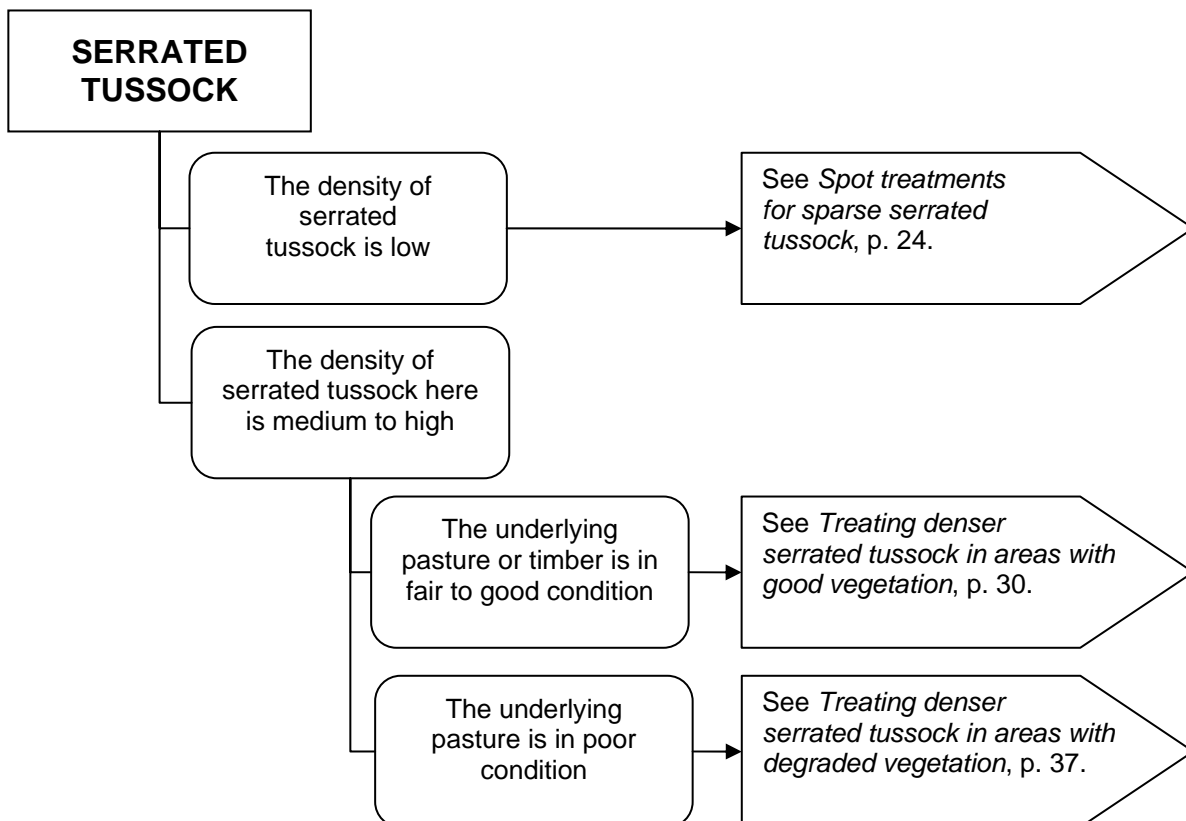 SERRATED
TUSSOCK
The density of
serrated
tussock is low
See Spot treatments
for sparse serrated
tussock, p. 24.
The density of
serrated tussock here
is medium to high
The underlying
pasture or timber is in
fair to good condition
See Treating denser
serrated tussock in areas with
good vegetation, p. 30.
The underlying
pasture is in poor
condition
See Treating denser
serrated tussock in areas with
degraded vegetation, p. 37.